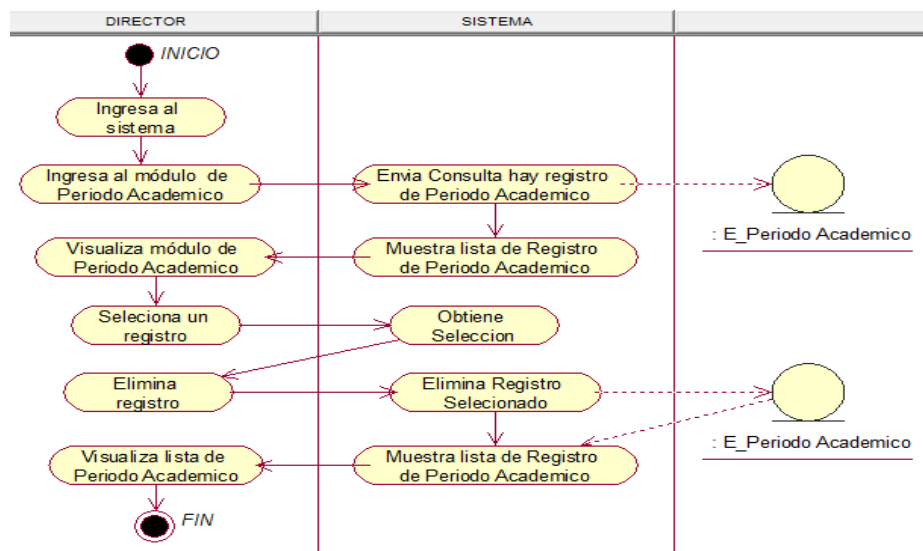 DIRECTOR
SISTEMA
INICIO
Ingresa al
sistema
Ingresa al módulo de
Periodo Academico
Envia Consulta hay registro
de Periodo Academico
: E_Periodo Academico
Visualiza módulo de
Periodo Academico
Muestra lista de Registro
de Periodo Academico
Seleciona un
registro
Obtiene
Seleccion
Elimina
registro
Elimina Registro
Selecionado
: E_Periodo Academico
Visualiza lista de
Periodo Academico
Muestra lista de Registro
de Periodo Academico
FIN